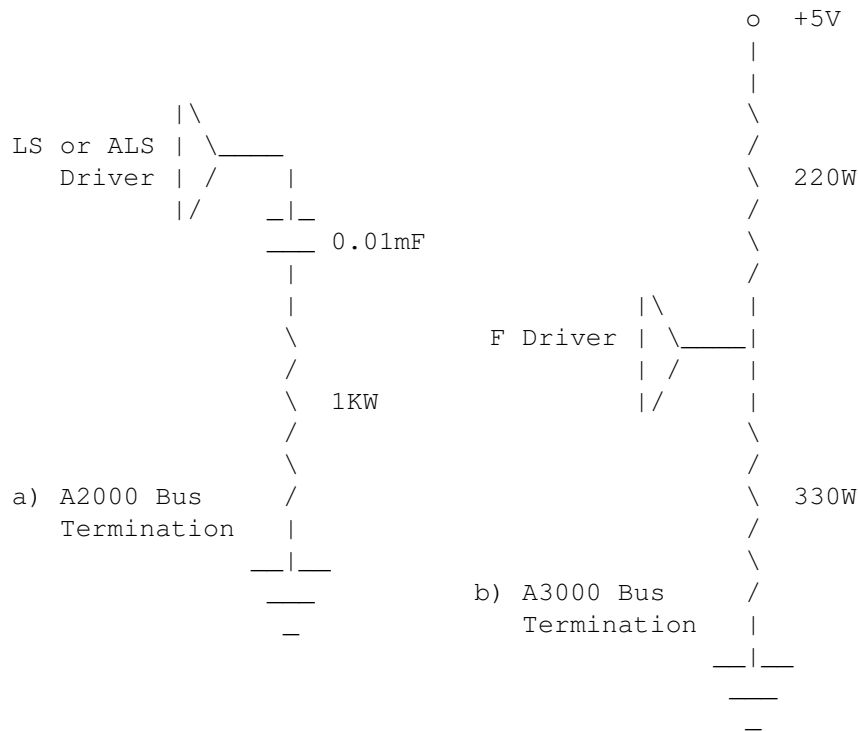 +5V
LS or ALS
Driver
220W
0.01mF
F Driver
1KW
a) A2000 Bus
Termination
330W
b) A3000 Bus
Termination